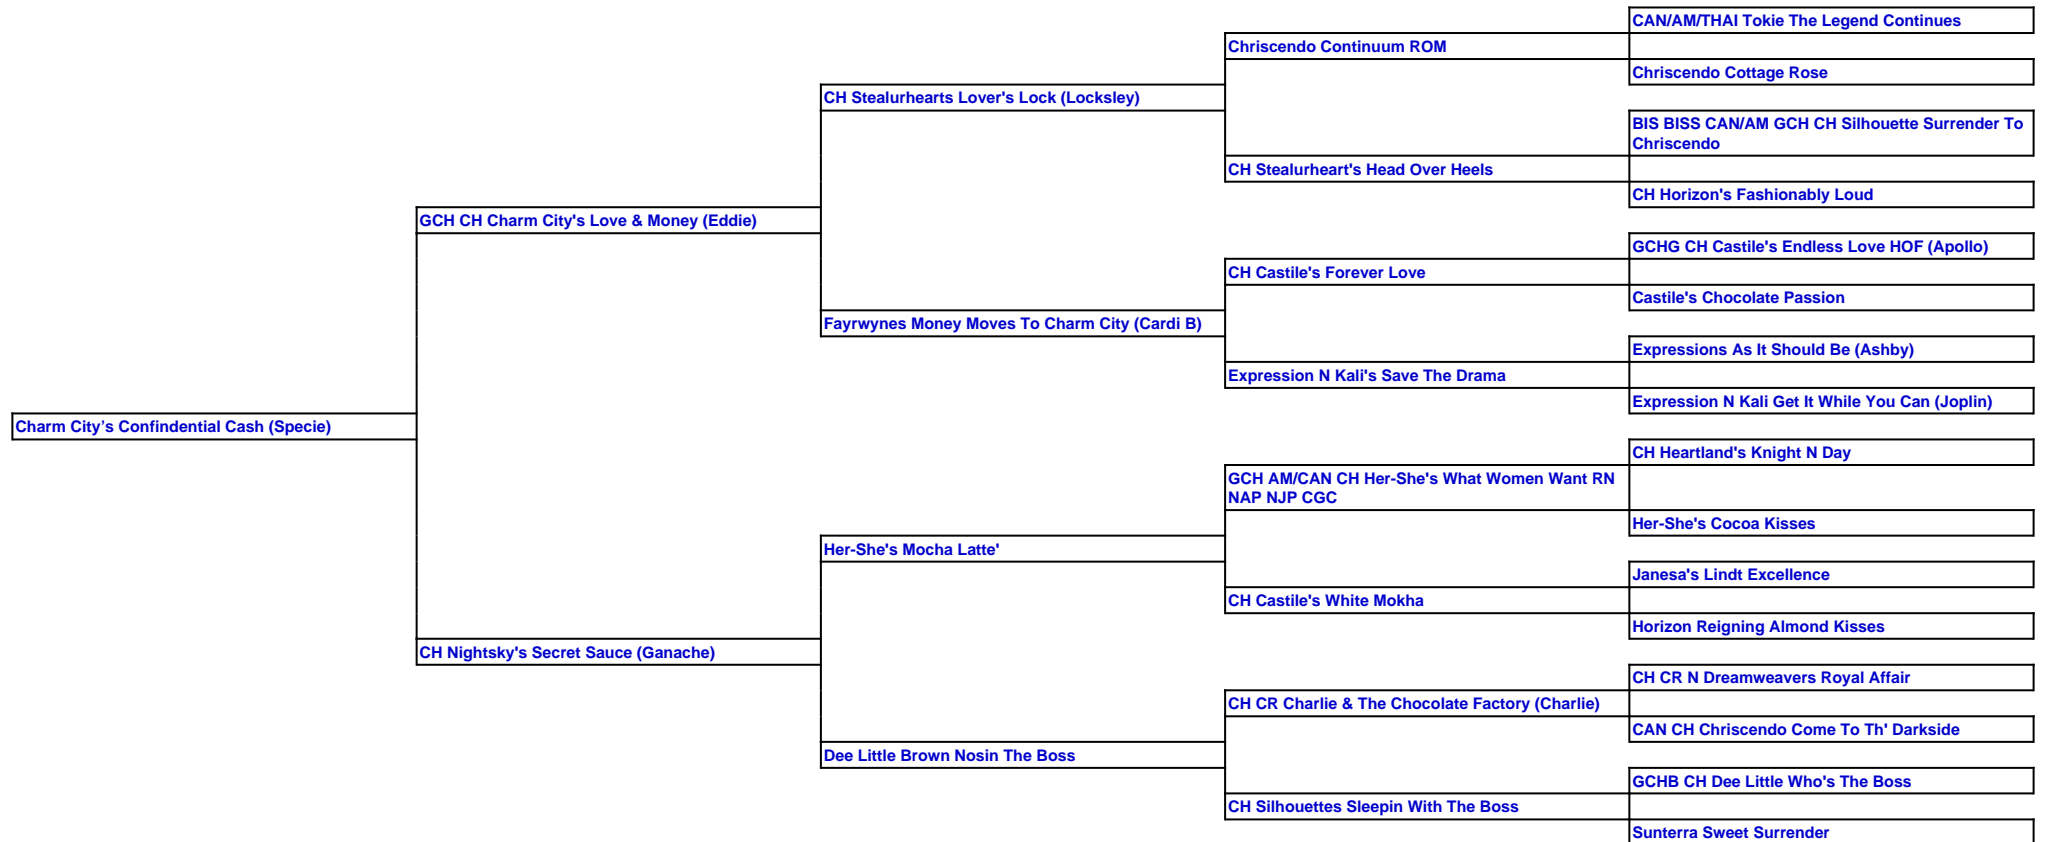 CAN/AM/THAI Tokie The Legend Continues
Chriscendo Continuum ROM
Chriscendo Cottage Rose
CH Stealurhearts Lover's Lock (Locksley)
BIS BISS CAN/AM GCH CH Silhouette Surrender To
Chriscendo
CH Stealurheart's Head Over Heels
CH Horizon's Fashionably Loud
GCH CH Charm City's Love & Money (Eddie)
GCHG CH Castile's Endless Love HOF (Apollo)
CH Castile's Forever Love
Castile's Chocolate Passion
Fayrwynes Money Moves To Charm City (Cardi B)
Expressions As It Should Be (Ashby)
Expression N Kali's Save The Drama
Expression N Kali Get It While You Can (Joplin)
Charm City’s Confindential Cash (Specie)
CH Heartland's Knight N Day
GCH AM/CAN CH Her-She's What Women Want RN
NAP NJP CGC
Her-She's Cocoa Kisses
Her-She's Mocha Latte'
Janesa's Lindt Excellence
CH Castile's White Mokha
Horizon Reigning Almond Kisses
CH Nightsky's Secret Sauce (Ganache)
CH CR N Dreamweavers Royal Affair
CH CR Charlie & The Chocolate Factory (Charlie)
CAN CH Chriscendo Come To Th' Darkside
Dee Little Brown Nosin The Boss
GCHB CH Dee Little Who's The Boss
CH Silhouettes Sleepin With The Boss
Sunterra Sweet Surrender